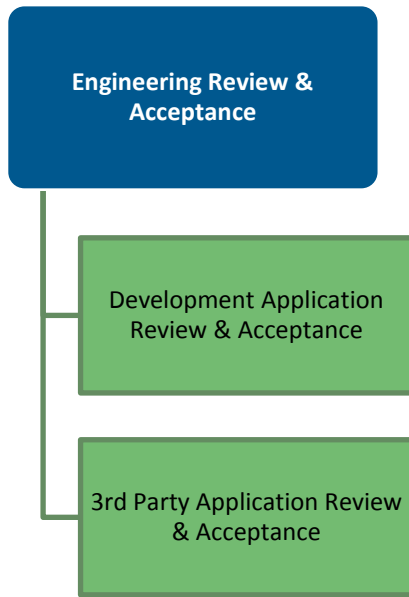 Engineering Review &
Acceptance
Development Application
Review & Acceptance
3rd Party Application Review
& Acceptance